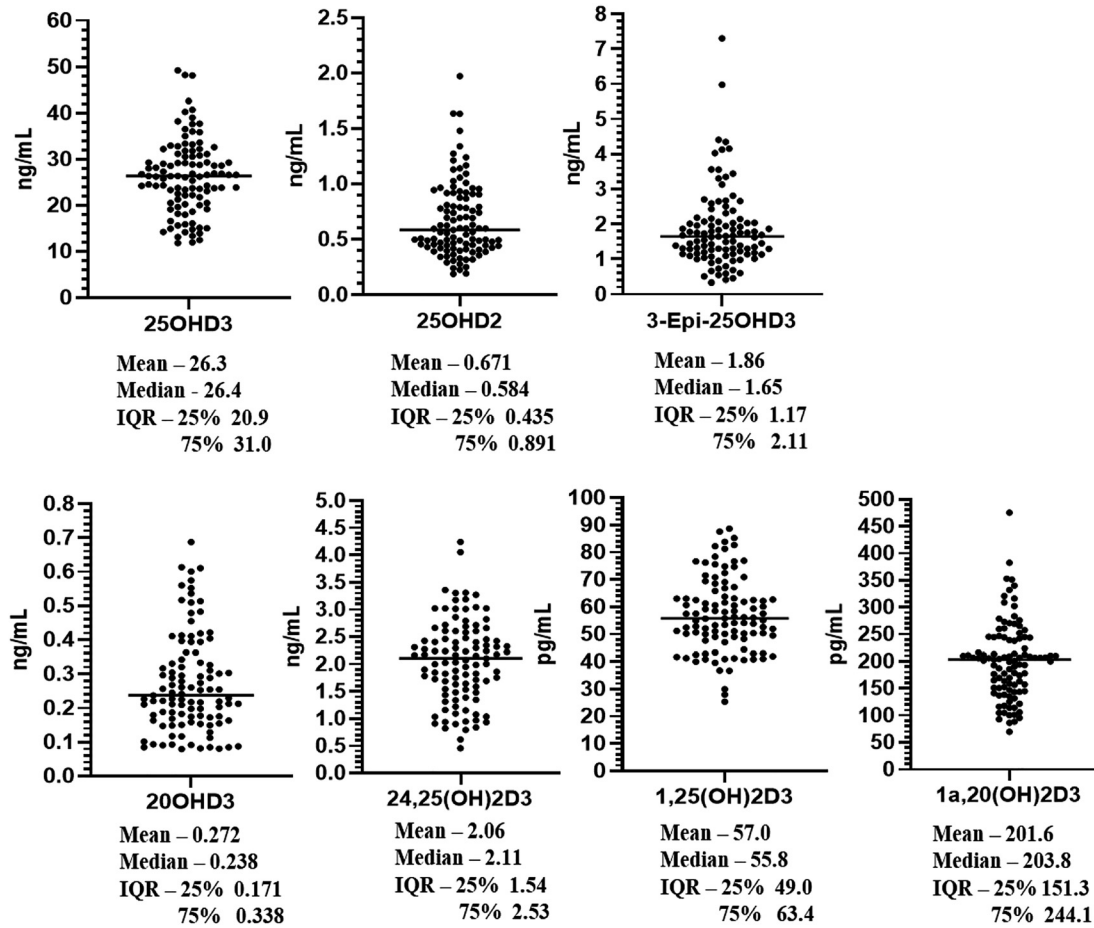 60
50
40
30
20
10
0
ng/mL
25OHD3
Mean – 26.3
Median - 26.4
IQR – 25% 20.9
75% 31.0
2.5
2.0
1.5
1.0
0.5
0.0
ng/mL
25OHD2
Mean – 0.671
Median – 0.584
IQR – 25% 0.435
75% 0.891
8
7
6
5
4
3
2
1
0
ng/mL
3-Epi-25OHD3
Mean – 1.86
Median – 1.65
IQR – 25% 1.17
75% 2.11
0.8
0.7
0.6
0.5
0.4
0.3
0.2
0.1
0.0
ng/mL
20OHD3
Mean – 0.272
Median – 0.238
IQR – 25% 0.171
75% 0.338
5.0
4.5
4.0
3.5
3.0
2.5
2.0
1.5
1.0
0.5
0.0
ng/mL
24,25(OH)2D3
Mean – 2.06
Median – 2.11
IQR – 25% 1.54
75% 2.53
100
90
80
70
60
50
40
30
20
10
0
pg/mL
1,25(OH)2D3
Mean – 57.0
Median – 55.8
IQR – 25% 49.0
75% 63.4
500
450
400
350
300
250
200
150
100
50
0
pg/mL
1a,20(OH)2D3
Mean – 201.6
Median – 203.8
IQR – 25% 151.3
75% 244.1